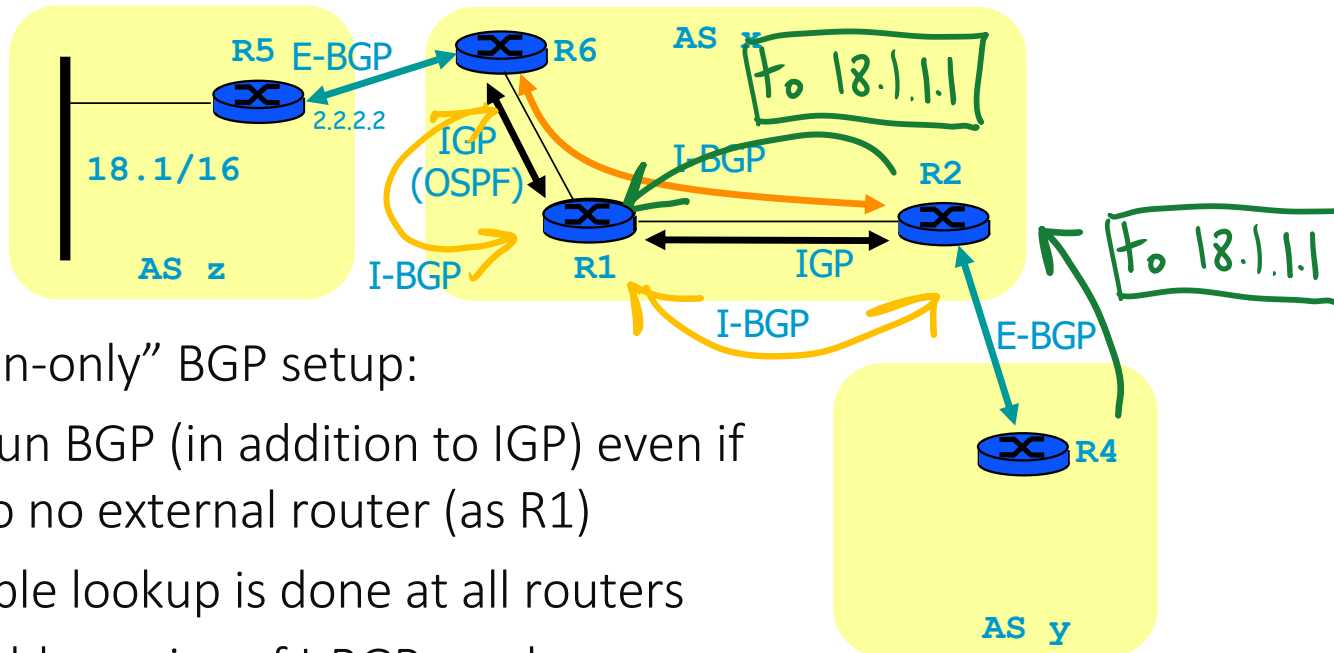 R5 E-BGP
R6
AS x
to 18.1.1.1
2.2.2.2
18.1/16
IGP
(OSPF)
I-BGP
R2
to 18.1.1.1
AS z
I-BGP
R1
IGP
I-BGP
E-BGP
n-only” BGP setup:
un BGP (in addition to IGP) even if
R4
o no external router (as R1)
ble lookup is done at all routers
AS y